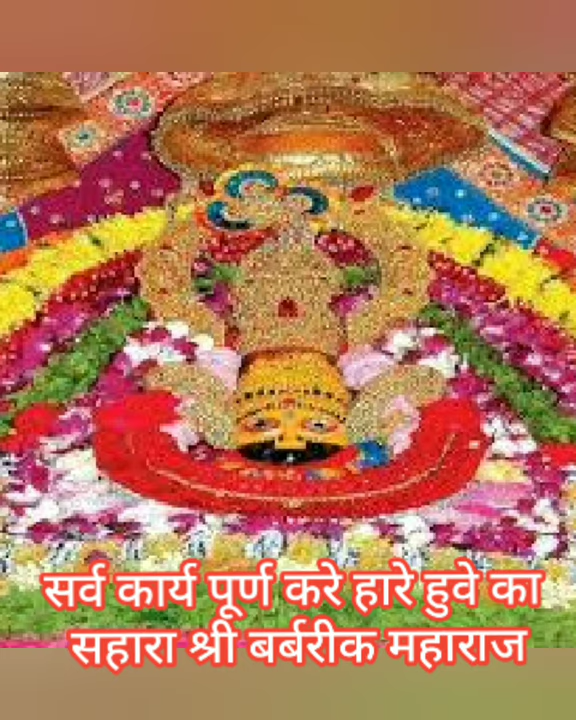 सर्व कार्य पूर्ण करे हारे हुवे का
सहारा श्री बर्बरीक महाराज